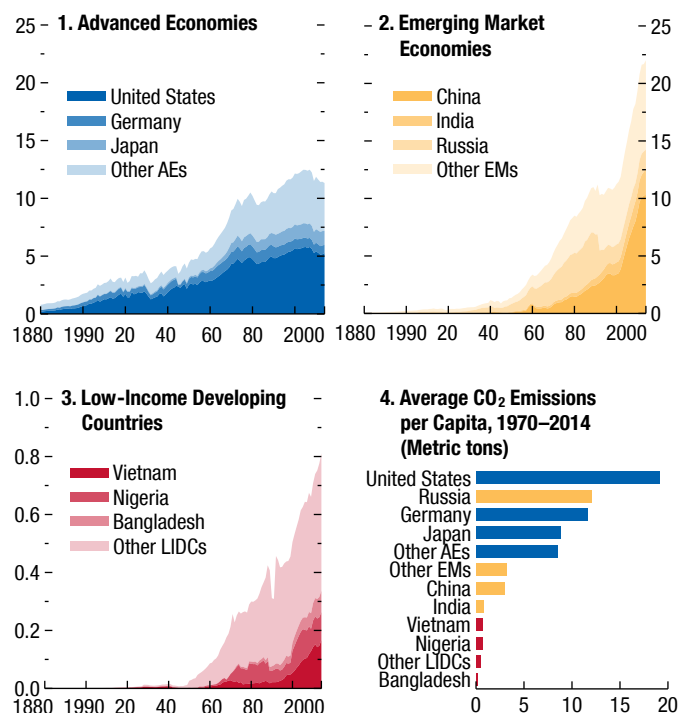 1. Advanced Economies
25
20
15
10
5
0
United States
Germany
Japan
Other AEs
1880 1990 20 40 60 80 2000
2. Emerging Market
Economies
25
20
15
10
5
0
China
India
Russia
Other EMs
1880 1990 20 40 60 80 2000
3. Low-Income Developing
Countries
1.0
0.8
0.6
0.4
0.2
0.0
Vietnam
Nigeria
Bangladesh
Other LIDCs
1880 1990 20 40 60 80 2000
4. Average CO₂ Emissions
per Capita, 1970–2014
(Metric tons)
United States
Russia
Germany
Japan
Other AEs
Other EMs
China
India
Vietnam
Nigeria
Other LIDCs
Bangladesh
0 5 10 15 20